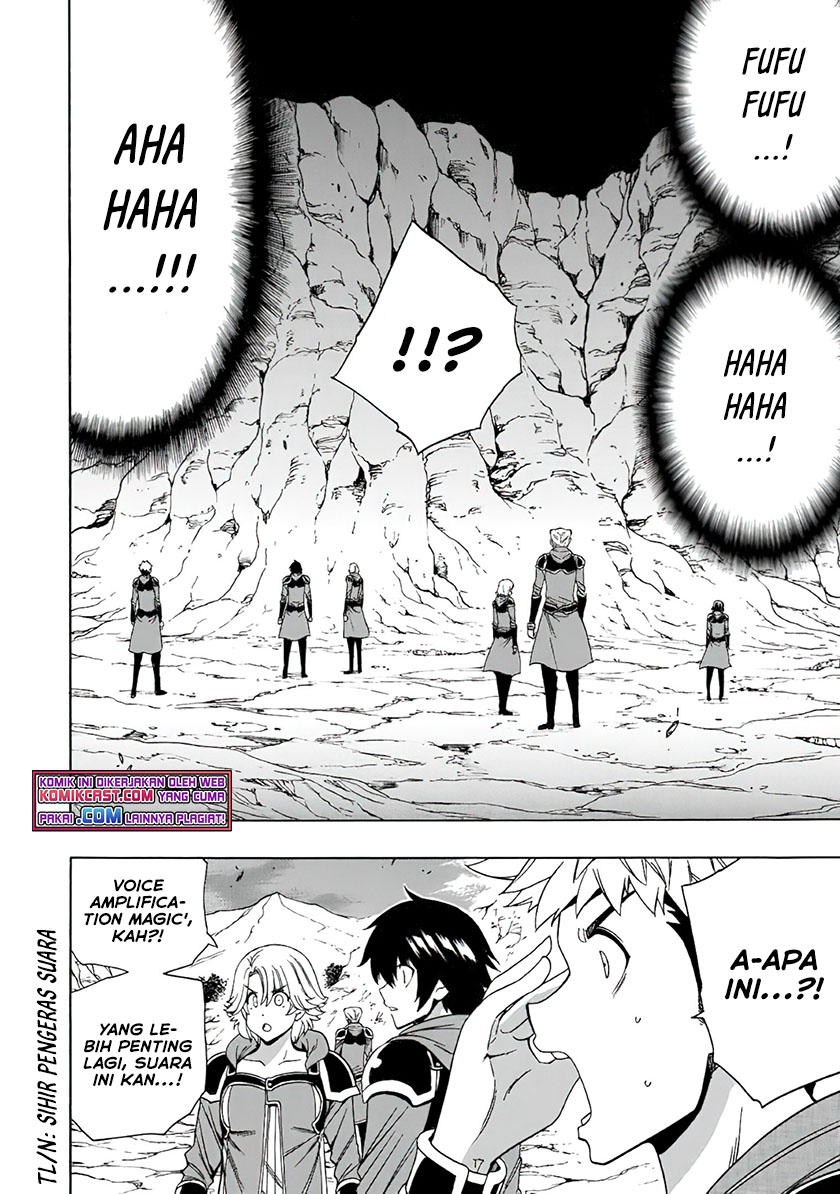 FUFU
FUFU
...!
HAHA
HAHA
...!
!!?
AHA
HAHA
...!!!
KOMIK INI DIKERJAKAN OLEH WEB
KOMIKCAST.COM YANG CUMA
PAKAI .COM LAINNYA PLAGIAT!
A-APA
INI...?!
VOICE
AMPLIFICA-
TION MAGIC',
KAH?!
YANG LE-
BIH PENTING
LAGI, SUARA
INI KAN...!
TL/N: SIHIR PENGERAS SUARA